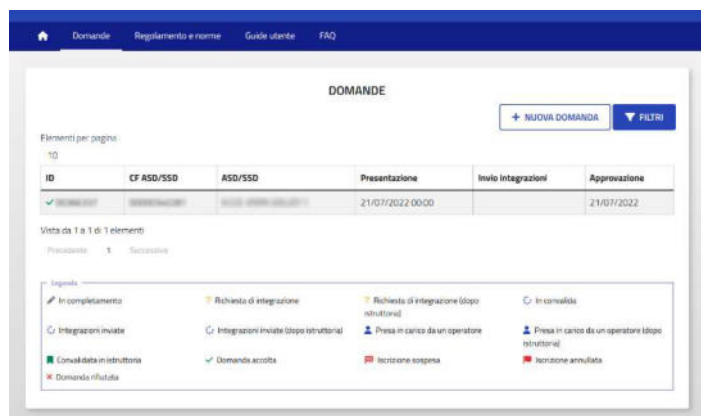 Domande Regolamento e norme Guide utente FAQ
DOMANDE
+ NUOVA DOMANDA FILTRI
Elementi per pagina
10
ID CF ASD/SSD ASD/SSD Presentazione Invio integrazioni Approvazione
21/07/2022 00:00 21/07/2022
Vista da 1 a 1 di 1 elementi
Precedente 1 Successivo
Legenda
In completamento ? Richiesta di integrazione ? Richiesta di integrazione (dopo istruttoria) In convalida
Integrazioni inviate Integrazioni inviate (dopo istruttoria) Presa in carico da un operatore Presa in carico da un operatore (dopo istruttoria)
Convalidata in istruttoria Domanda accolta Iscrizione sospesa Iscrizione annullata
Domanda rifiutata